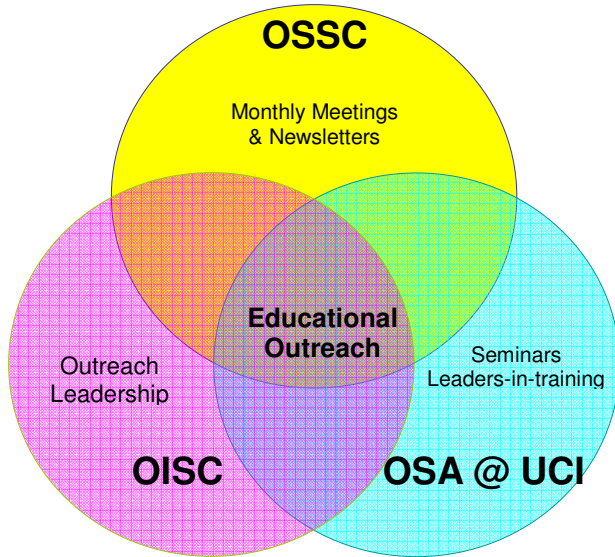 OSSC
Monthly Meetings
& Newsletters
Educational
Outreach
Outreach
Leadership
Seminars
Leaders-in-training
OISC
OSA @ UCI